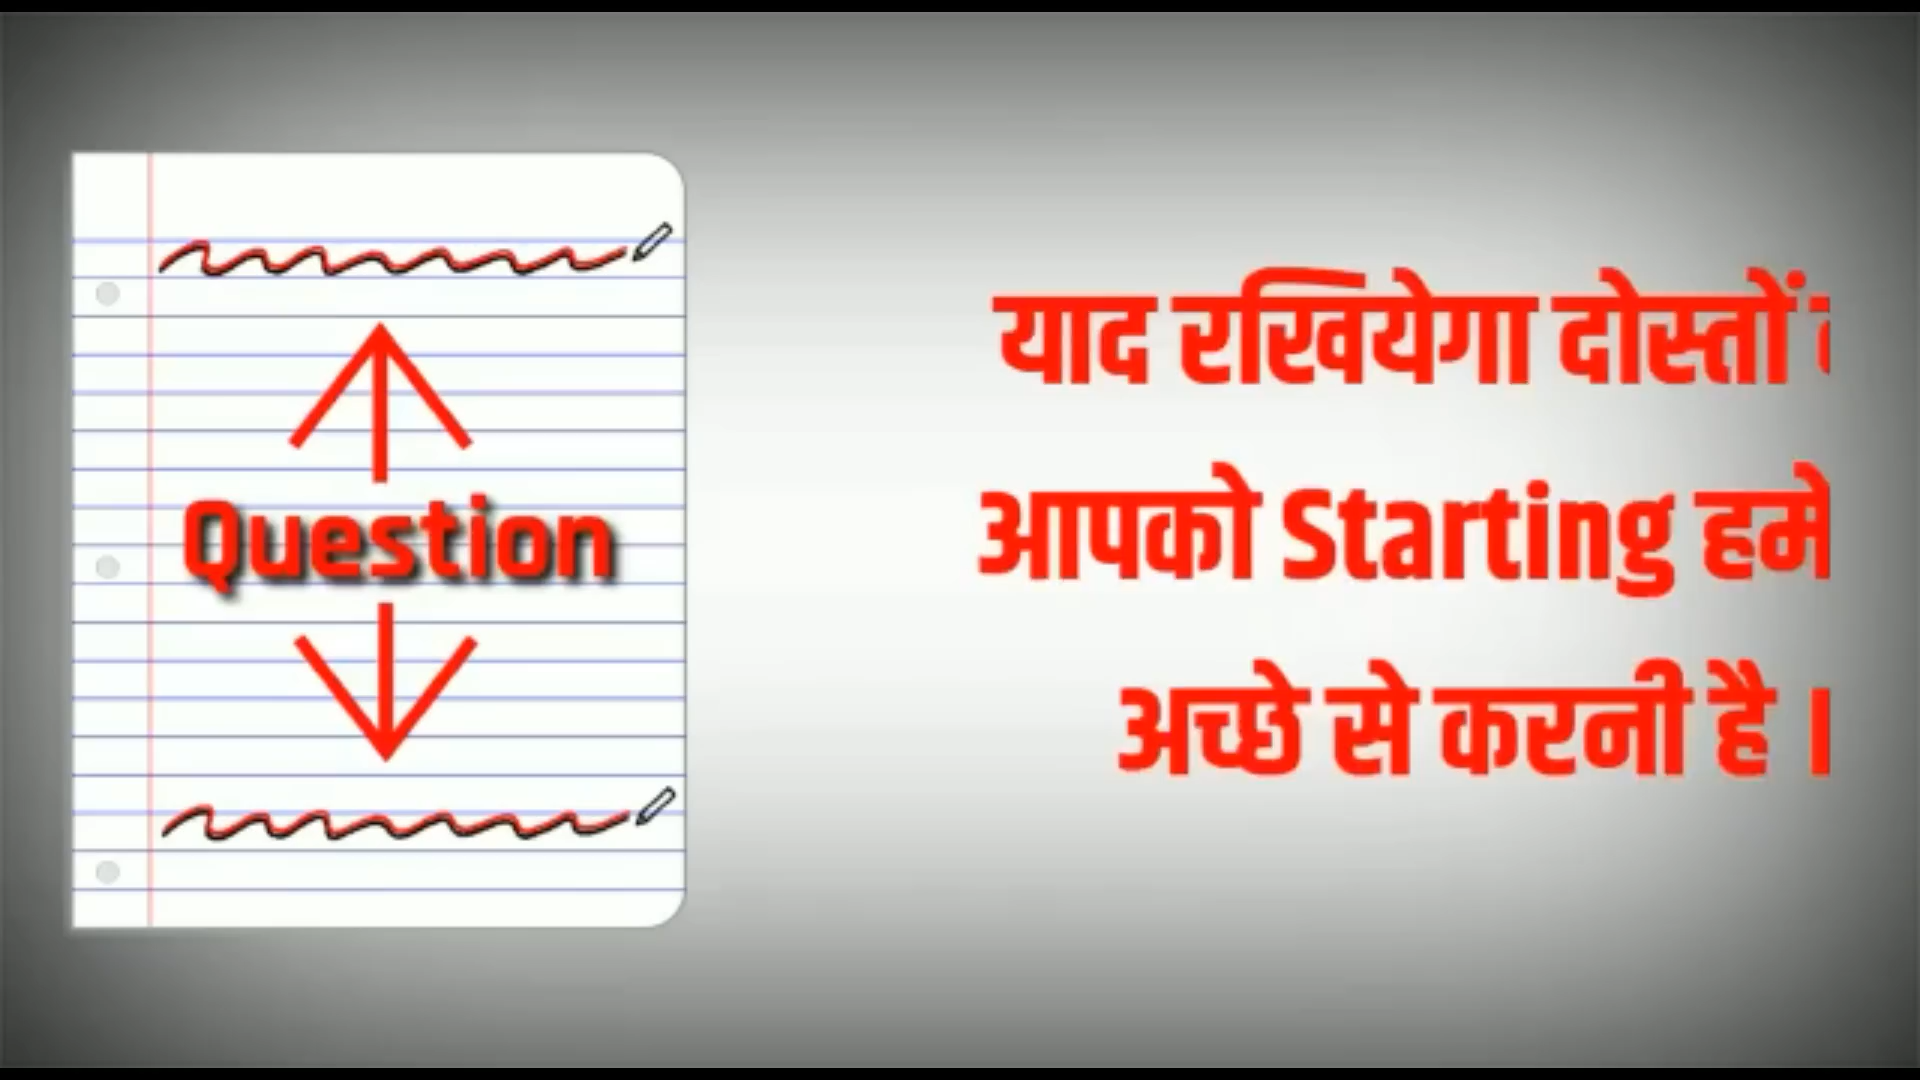 Question
याद रखियेगा दोस्तों
आपको Starting
अच्छे से करनी है ।